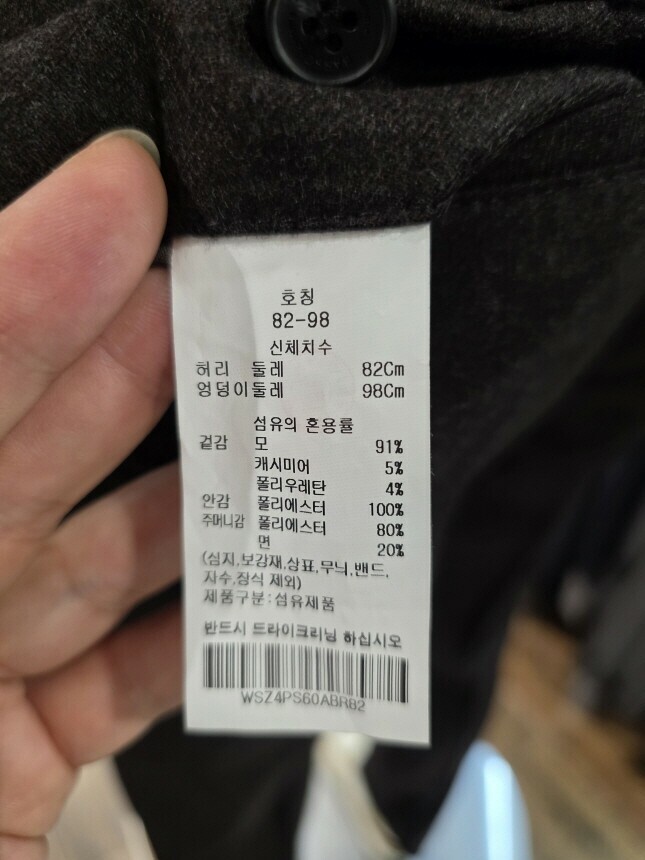 호칭
82-98
신체치수
허리 둘레 82Cm
엉덩이둘레 98Cm
섬유의 혼용률
겉감 모 91%
캐시미어 5%
폴리우레탄 4%
안감 폴리에스터 100%
주머니감 폴리에스터 80%
면 20%
(심지,보강재,상표,무늬,밴드,
자수,장식 제외)
제품구분:섬유제품
반드시 드라이크리닝 하십시오
WSZ4PS60ABR82